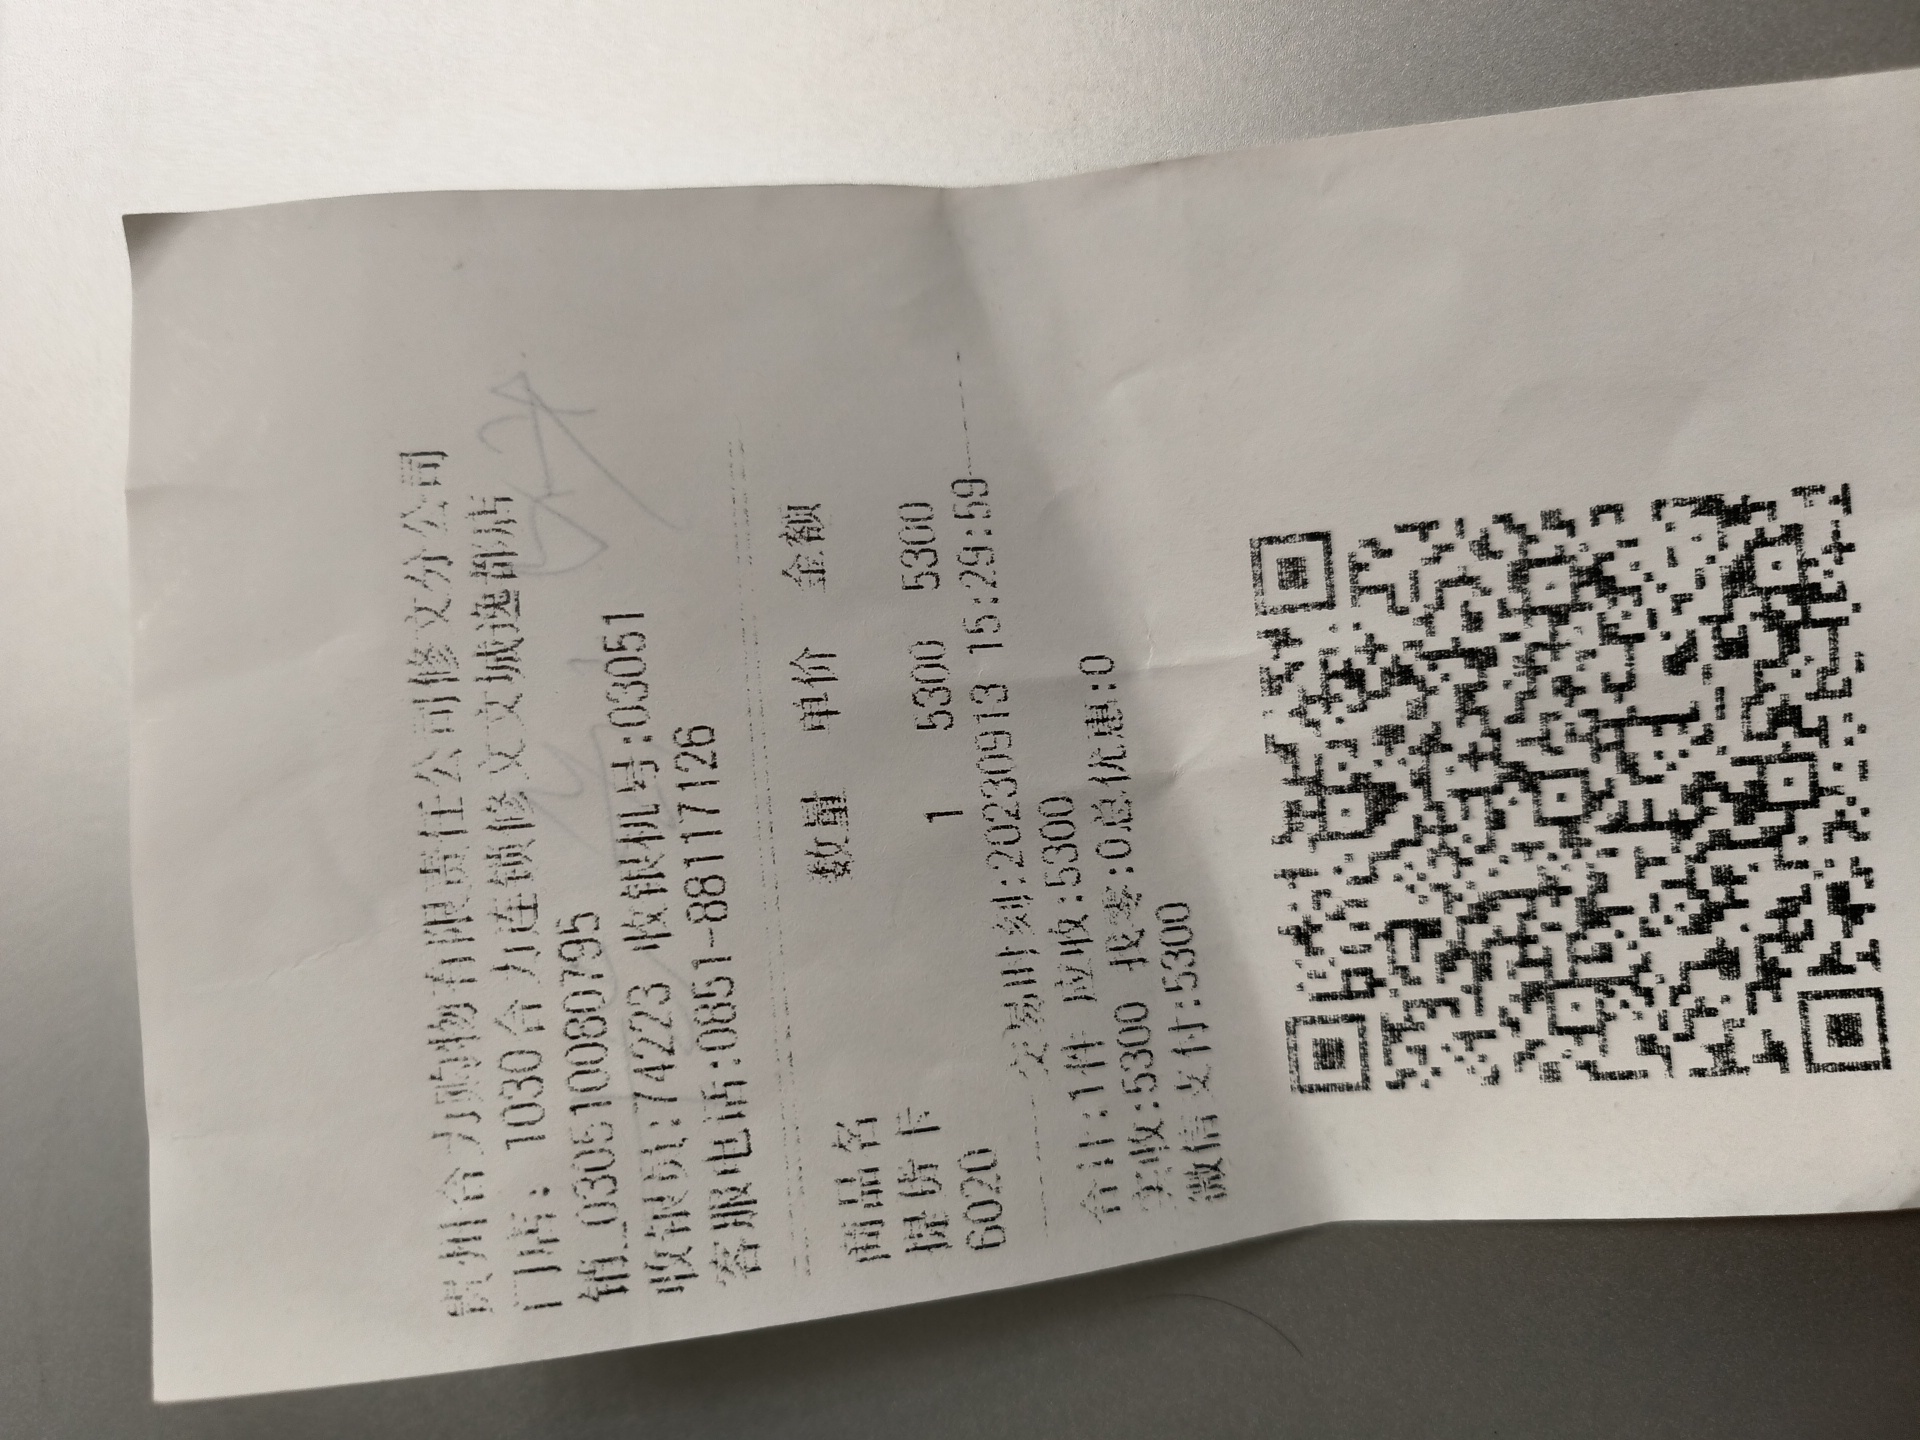 贵州合力购物有限责任公司修文分公司
门店: 1030合力连锁修文文城逸都店
销_030510080795
收银员:74223 收银机号:03051
客服电话:0851-88117126
商品名 数量 单价 金额
提货卡
6020 1 5300 5300
交易时刻:20230913 15:29:59
合计:1件 应收:5300
实收:5300 找零:0总优惠:0
微信支付:5300